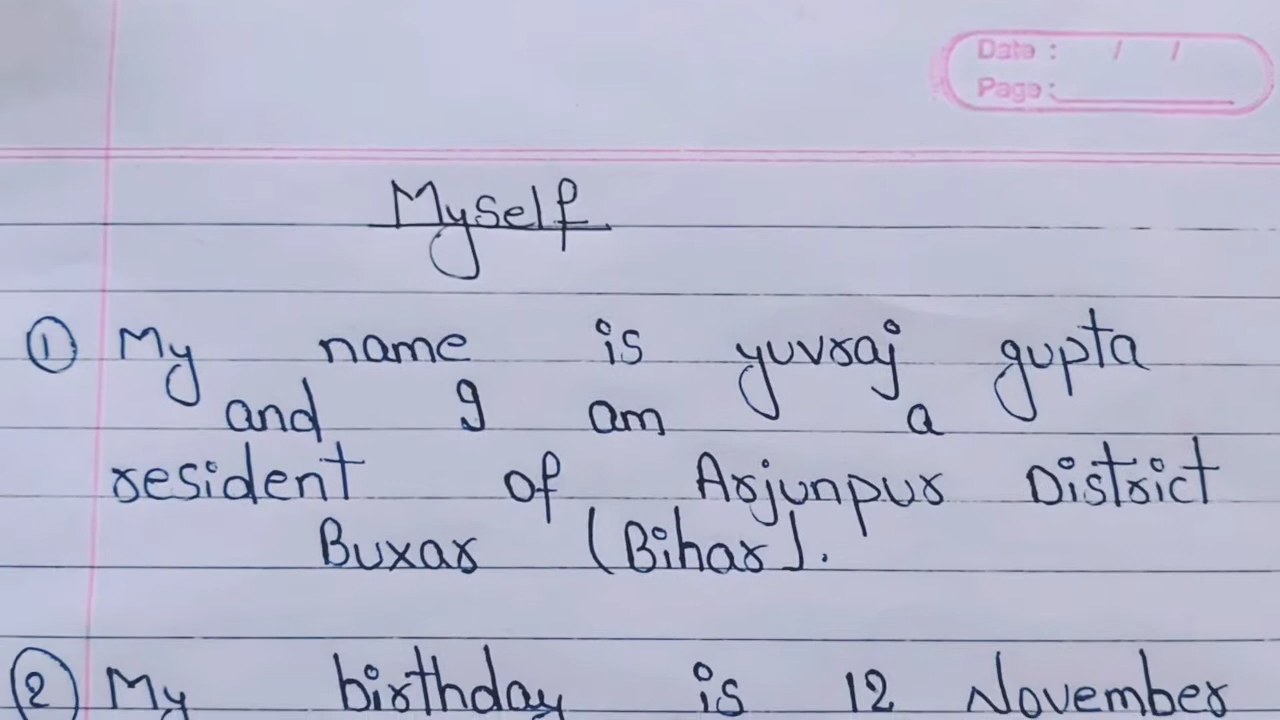 Date : / /
Page :
Myself
① My name is yuvraj gupta
and I am a
resident of Arjunpur District
Buxar (Bihar).
② My birthday is 12 November